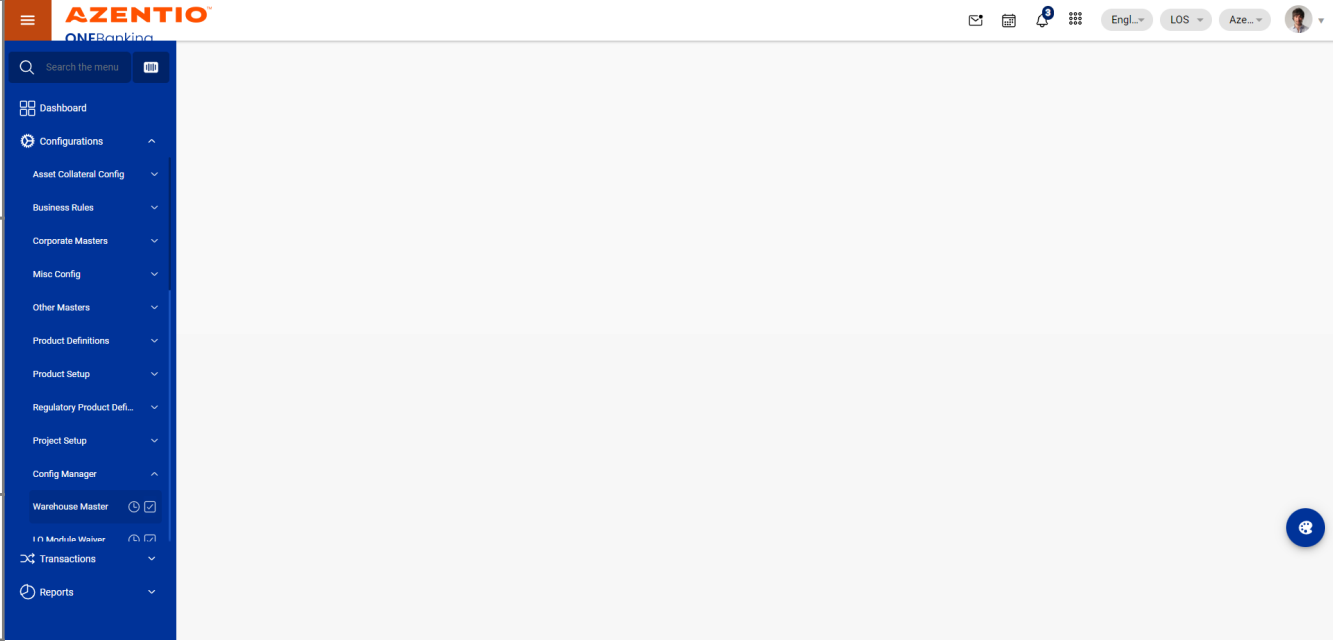 AZENTIO™
ONEBanking
3
Engl...
LOS
Aze...
Search the menu
Dashboard
Configurations
Asset Collateral Config
Business Rules
Corporate Masters
Misc Config
Other Masters
Product Definitions
Product Setup
Regulatory Product Defi...
Project Setup
Config Manager
Warehouse Master
LO Module Waiver
Transactions
Reports